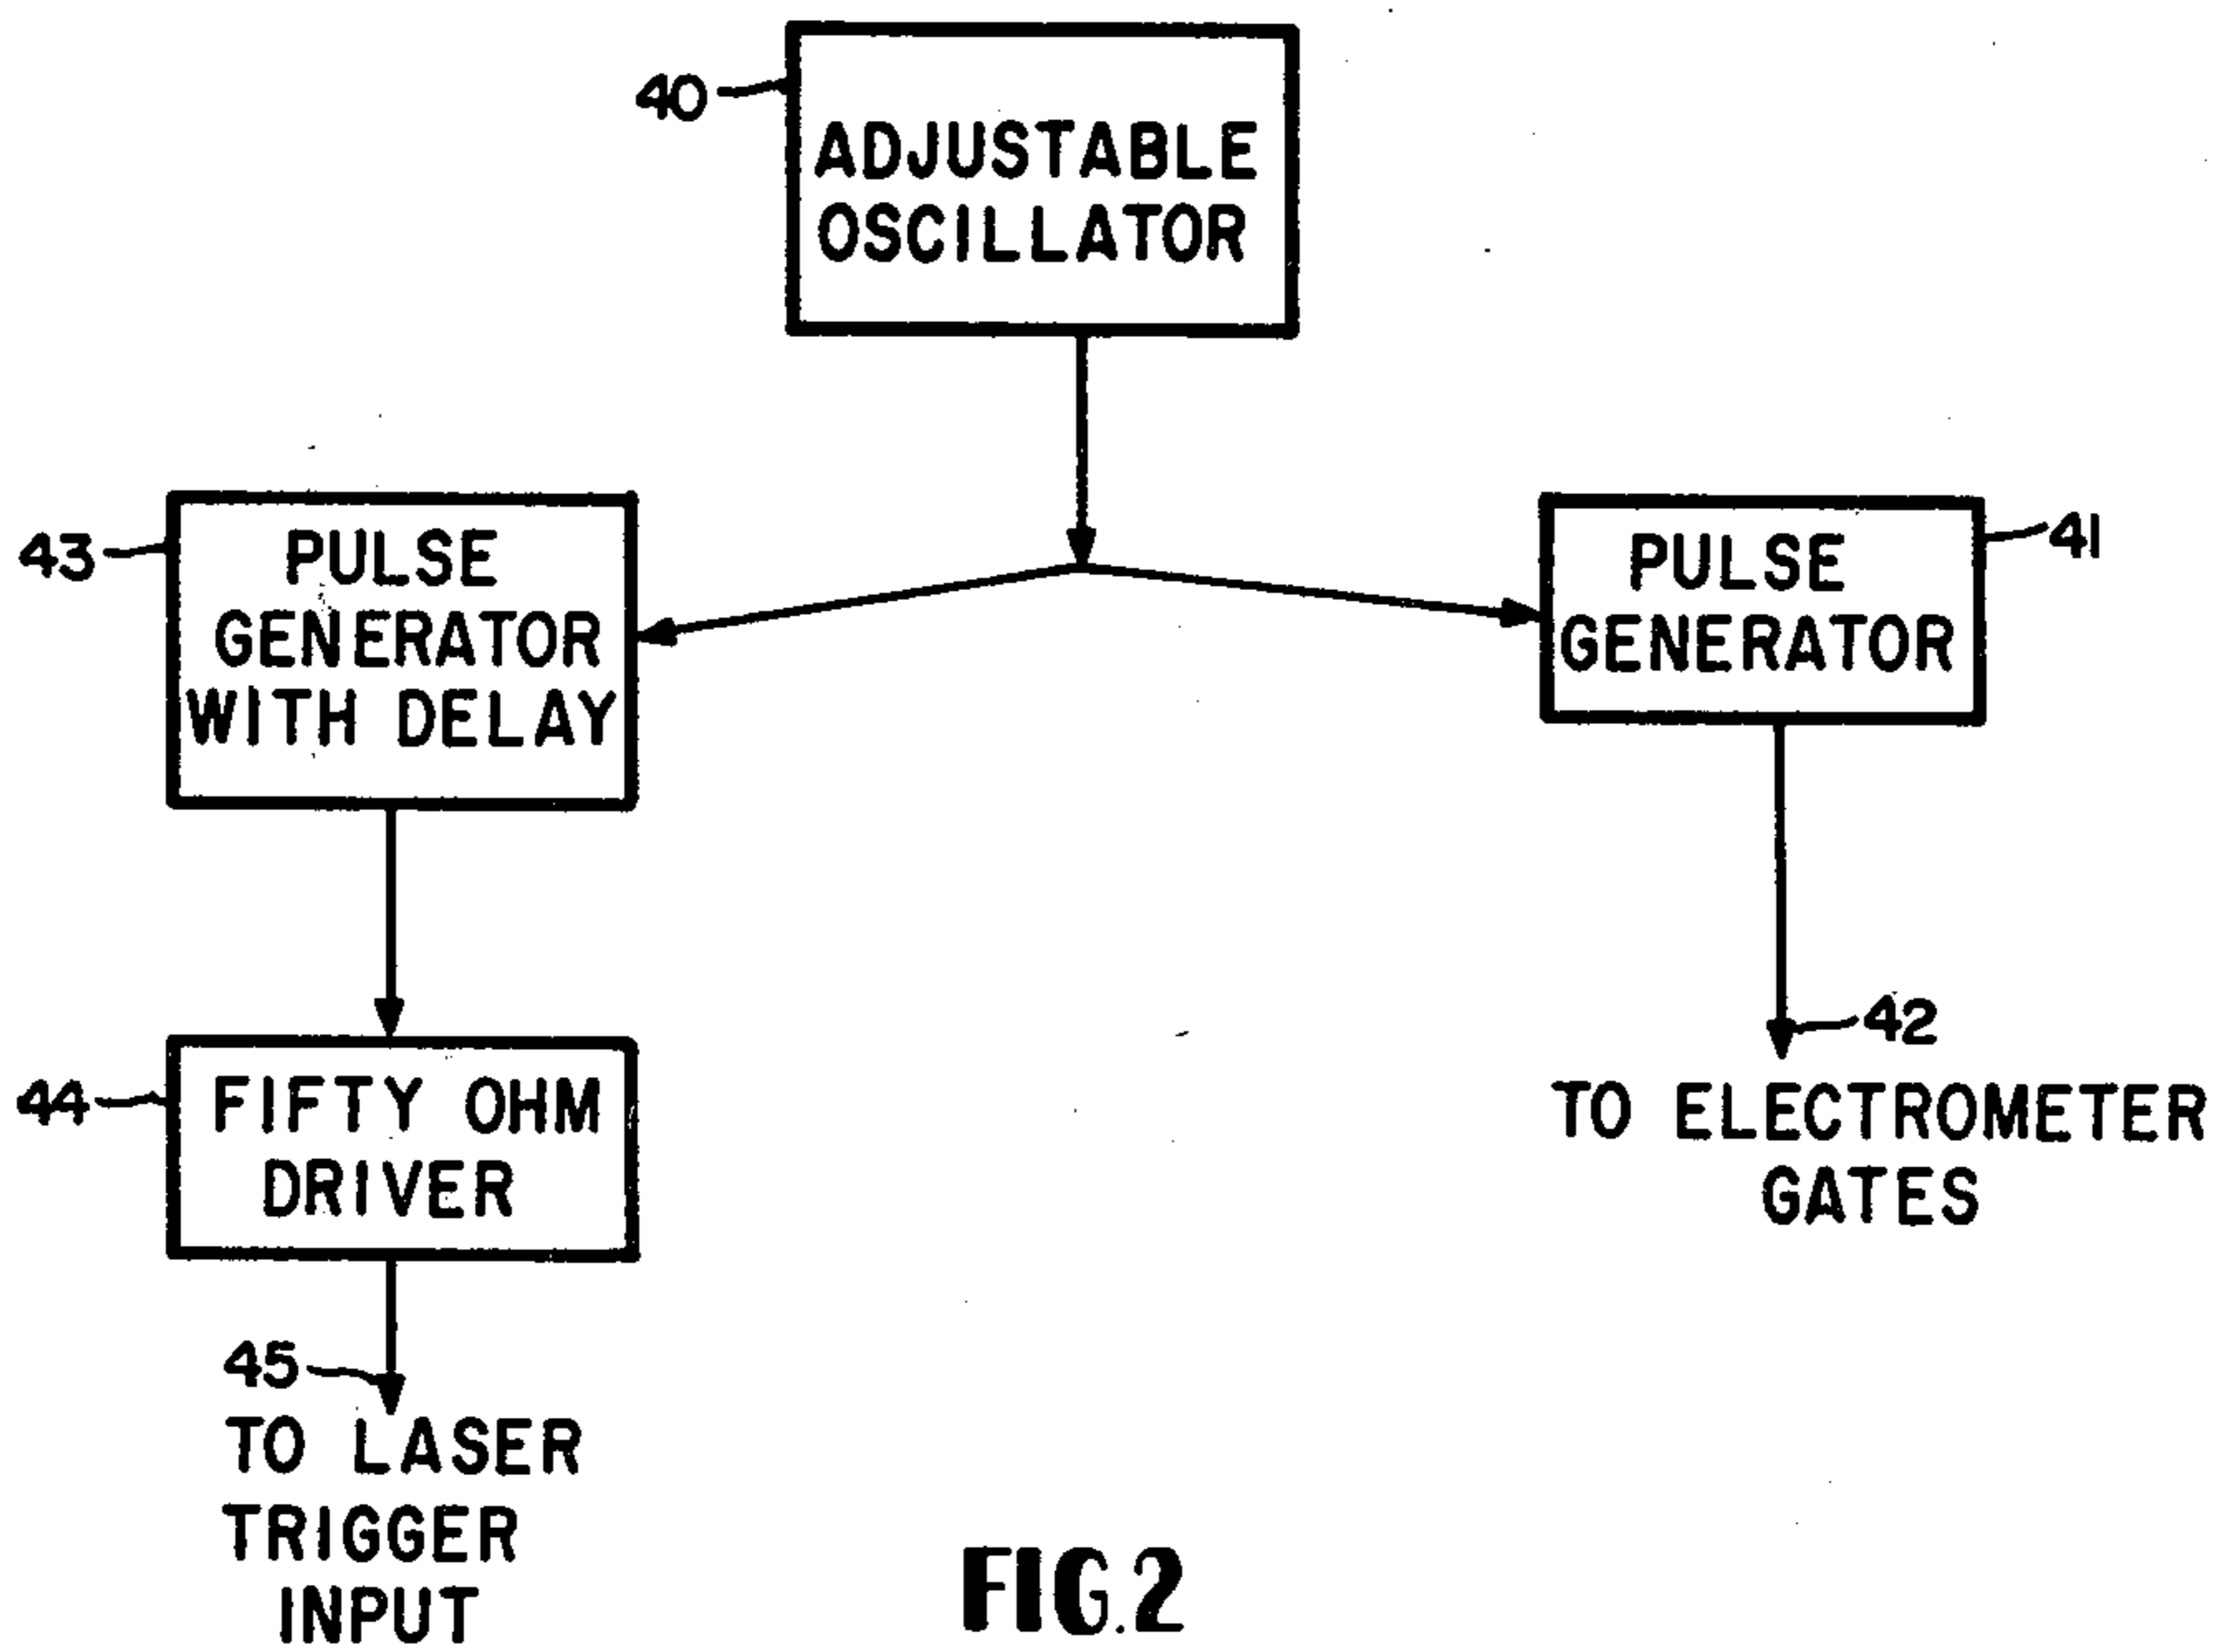 40
ADJUSTABLE
OSCILLATOR
43
PULSE
GENERATOR
WITH DELAY
PULSE
GENERATOR
41
44
FIFTY OHM
DRIVER
42
TO ELECTROMETER
GATES
45
TO LASER
TRIGGER
INPUT
FIG.2